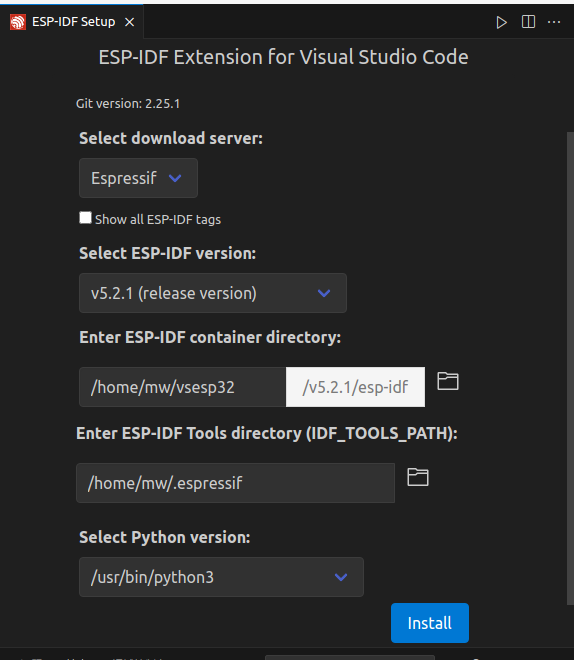 ESP-IDF Setup
ESP-IDF Extension for Visual Studio Code
Git version: 2.25.1
Select download server:
Espressif
Show all ESP-IDF tags
Select ESP-IDF version:
v5.2.1 (release version)
Enter ESP-IDF container directory:
/home/mw/vsesp32 /v5.2.1/esp-idf
Enter ESP-IDF Tools directory (IDF_TOOLS_PATH):
/home/mw/.espressif
Select Python version:
/usr/bin/python3
Install